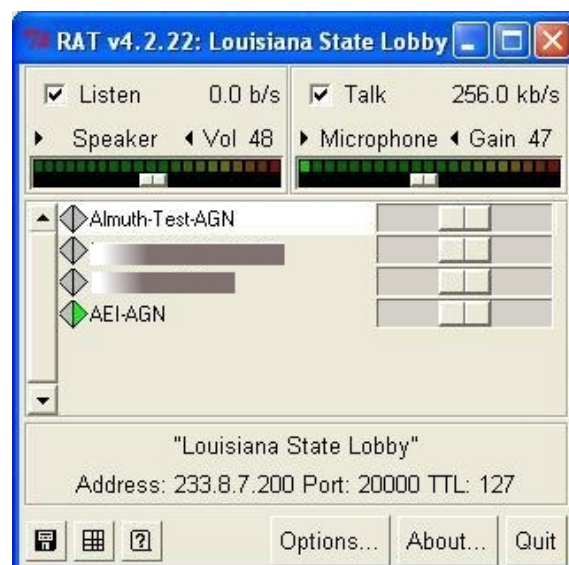 RAT v4.2.22: Louisiana State Lobby
Listen 0.0 b/s Talk 256.0 kb/s
Speaker Vol 48 Microphone Gain 47
Almuth-Test-AGN
AEI-AGN
"Louisiana State Lobby"
Address: 233.8.7.200 Port: 20000 TTL: 127
Options... About... Quit